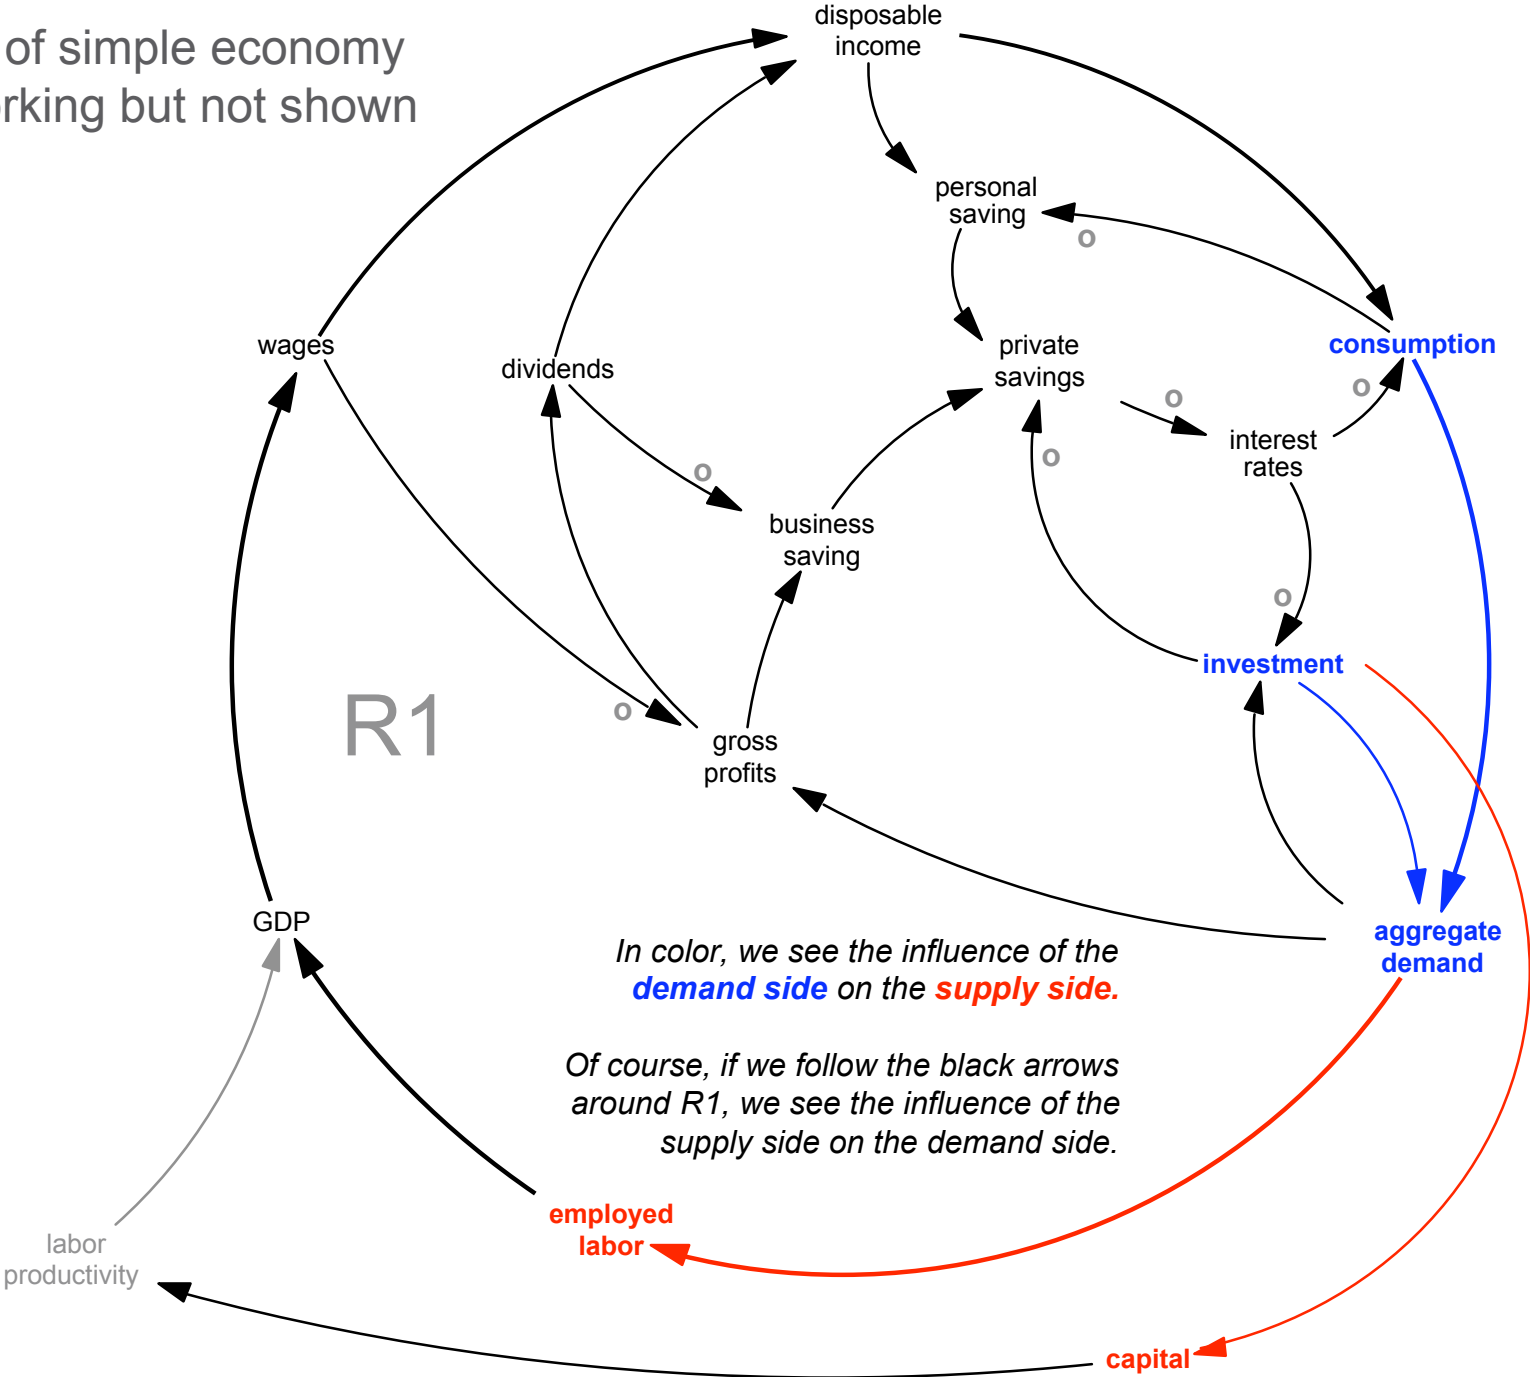 of simple economy
rking but not shown
disposable
income
personal
saving
o
wages
dividends
private
savings
consumption
o
o
interest
rates
o
o
business
saving
o
investment
R1
o
gross
profits
GDP
In color, we see the influence of the
demand side on the supply side.
aggregate
demand
Of course, if we follow the black arrows
around R1, we see the influence of the
supply side on the demand side.
employed
labor
labor
productivity
capital